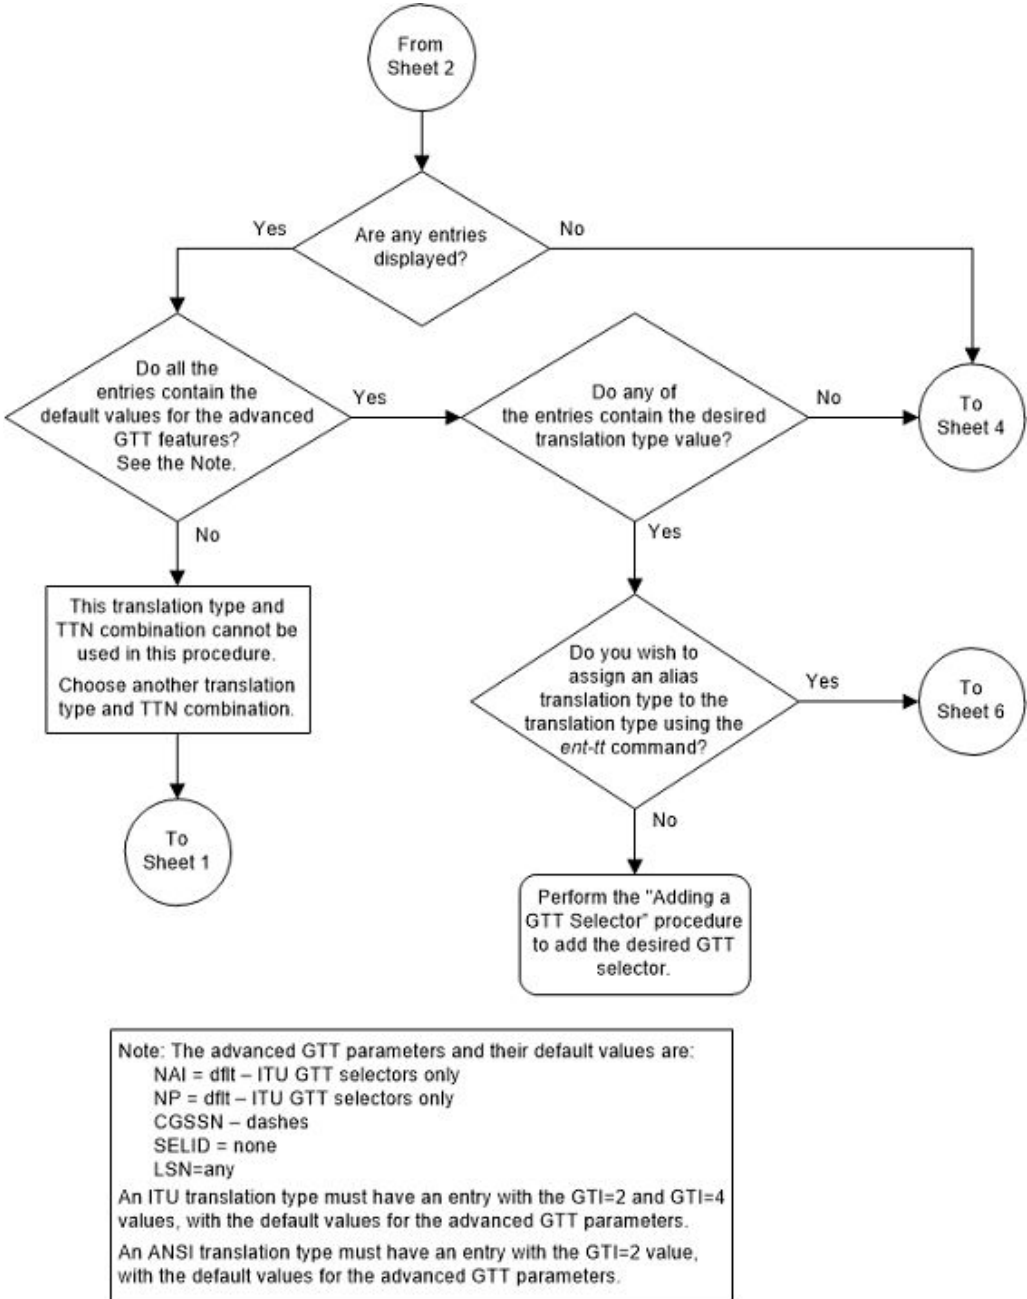 From
Sheet 2
Yes
Are any entries
displayed?
No
Do all the
entries contain the
default values for the advanced
GTT features?
See the Note.
Yes
Do any of
the entries contain the desired
translation type value?
No
To
Sheet 4
No
Yes
This translation type and
TTN combination cannot be
used in this procedure.
Choose another translation
type and TTN combination.
Do you wish to
assign an alias
translation type to the
translation type using the
ent-tt command?
Yes
To
Sheet 6
To
Sheet 1
No
Perform the "Adding a
GTT Selector" procedure
to add the desired GTT
selector.
Note: The advanced GTT parameters and their default values are:
NAI = dflt – ITU GTT selectors only
NP = dflt – ITU GTT selectors only
CGSSN – dashes
SELID = none
LSN=any
An ITU translation type must have an entry with the GTI=2 and GTI=4
values, with the default values for the advanced GTT parameters.
An ANSI translation type must have an entry with the GTI=2 value,
with the default values for the advanced GTT parameters.